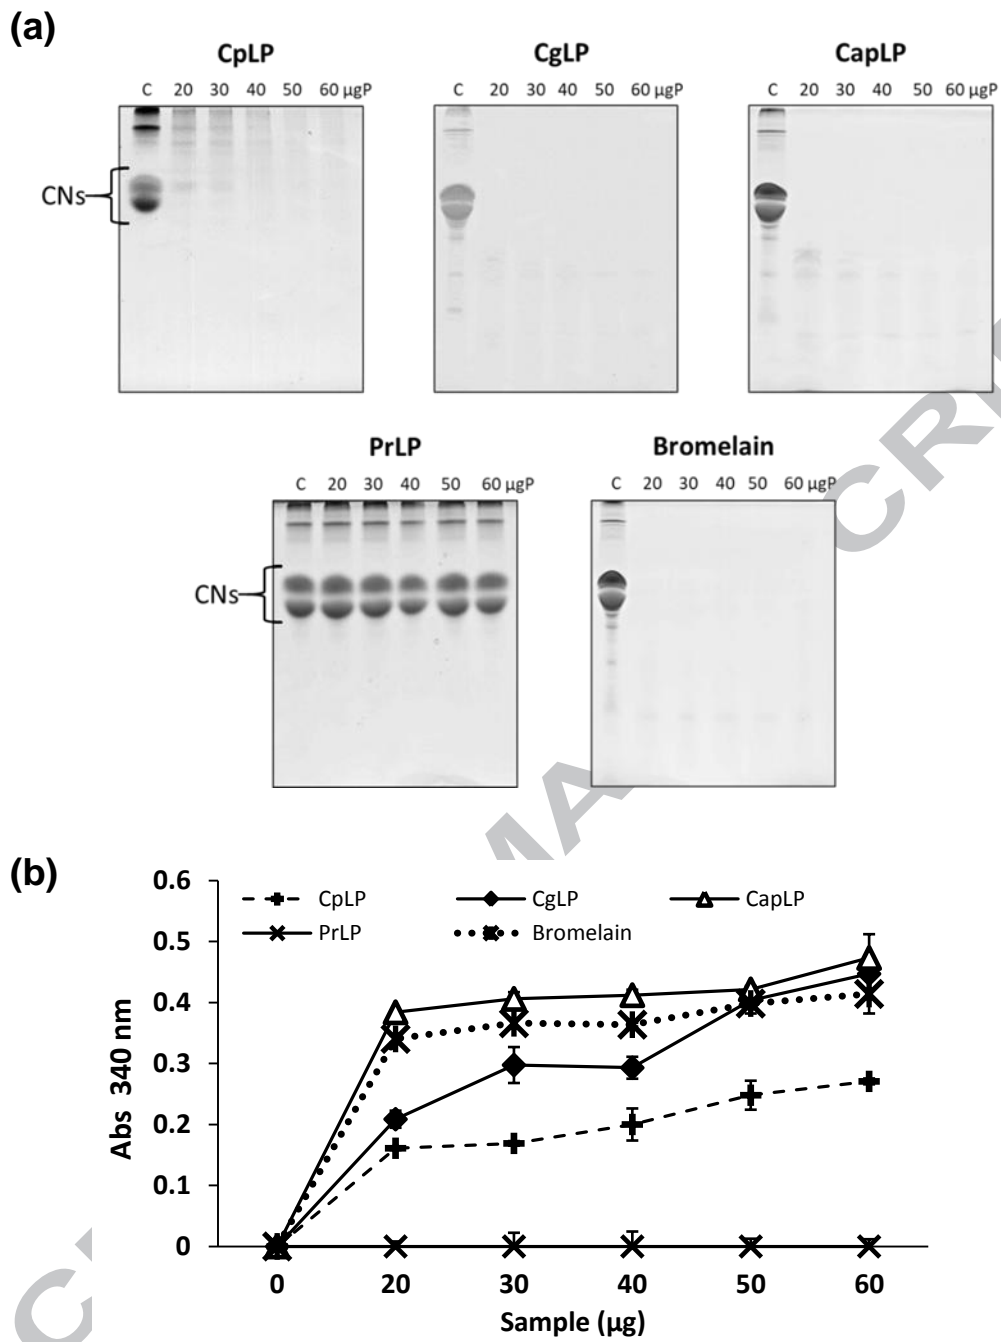 (a)
CpLP
C 20 30 40 50 60 µgP
CgLP
C 20 30 40 50 60 µgP
CapLP
C 20 30 40 50 60 µgP
CNs
PrLP
C 20 30 40 50 60 µgP
Bromelain
C 20 30 40 50 60 µgP
CNs
CRI
MA
(b)
Abs 340 nm
0.6
0.5
0.4
0.3
0.2
0.1
0
CpLP CgLP CapLP
PrLP Bromelain
0 20 30 40 50 60
Sample (µg)
C